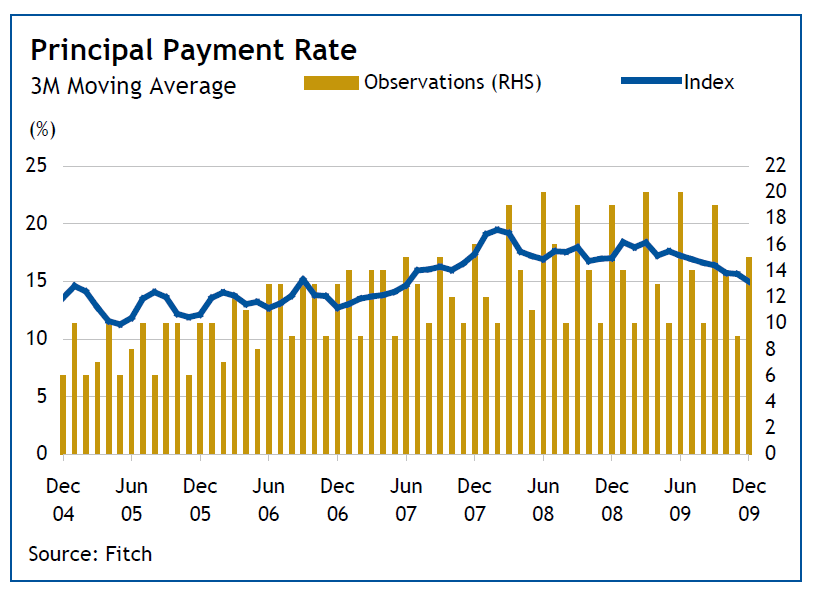 Principal Payment Rate
3M Moving Average
Observations (RHS)
Index
(%)
25
20
15
10
5
0
22
20
18
16
14
12
10
8
6
4
2
0
Dec Jun Dec Jun Dec Jun Dec Jun Dec Jun Dec
04 05 05 06 06 07 07 08 08 09 09
Source: Fitch